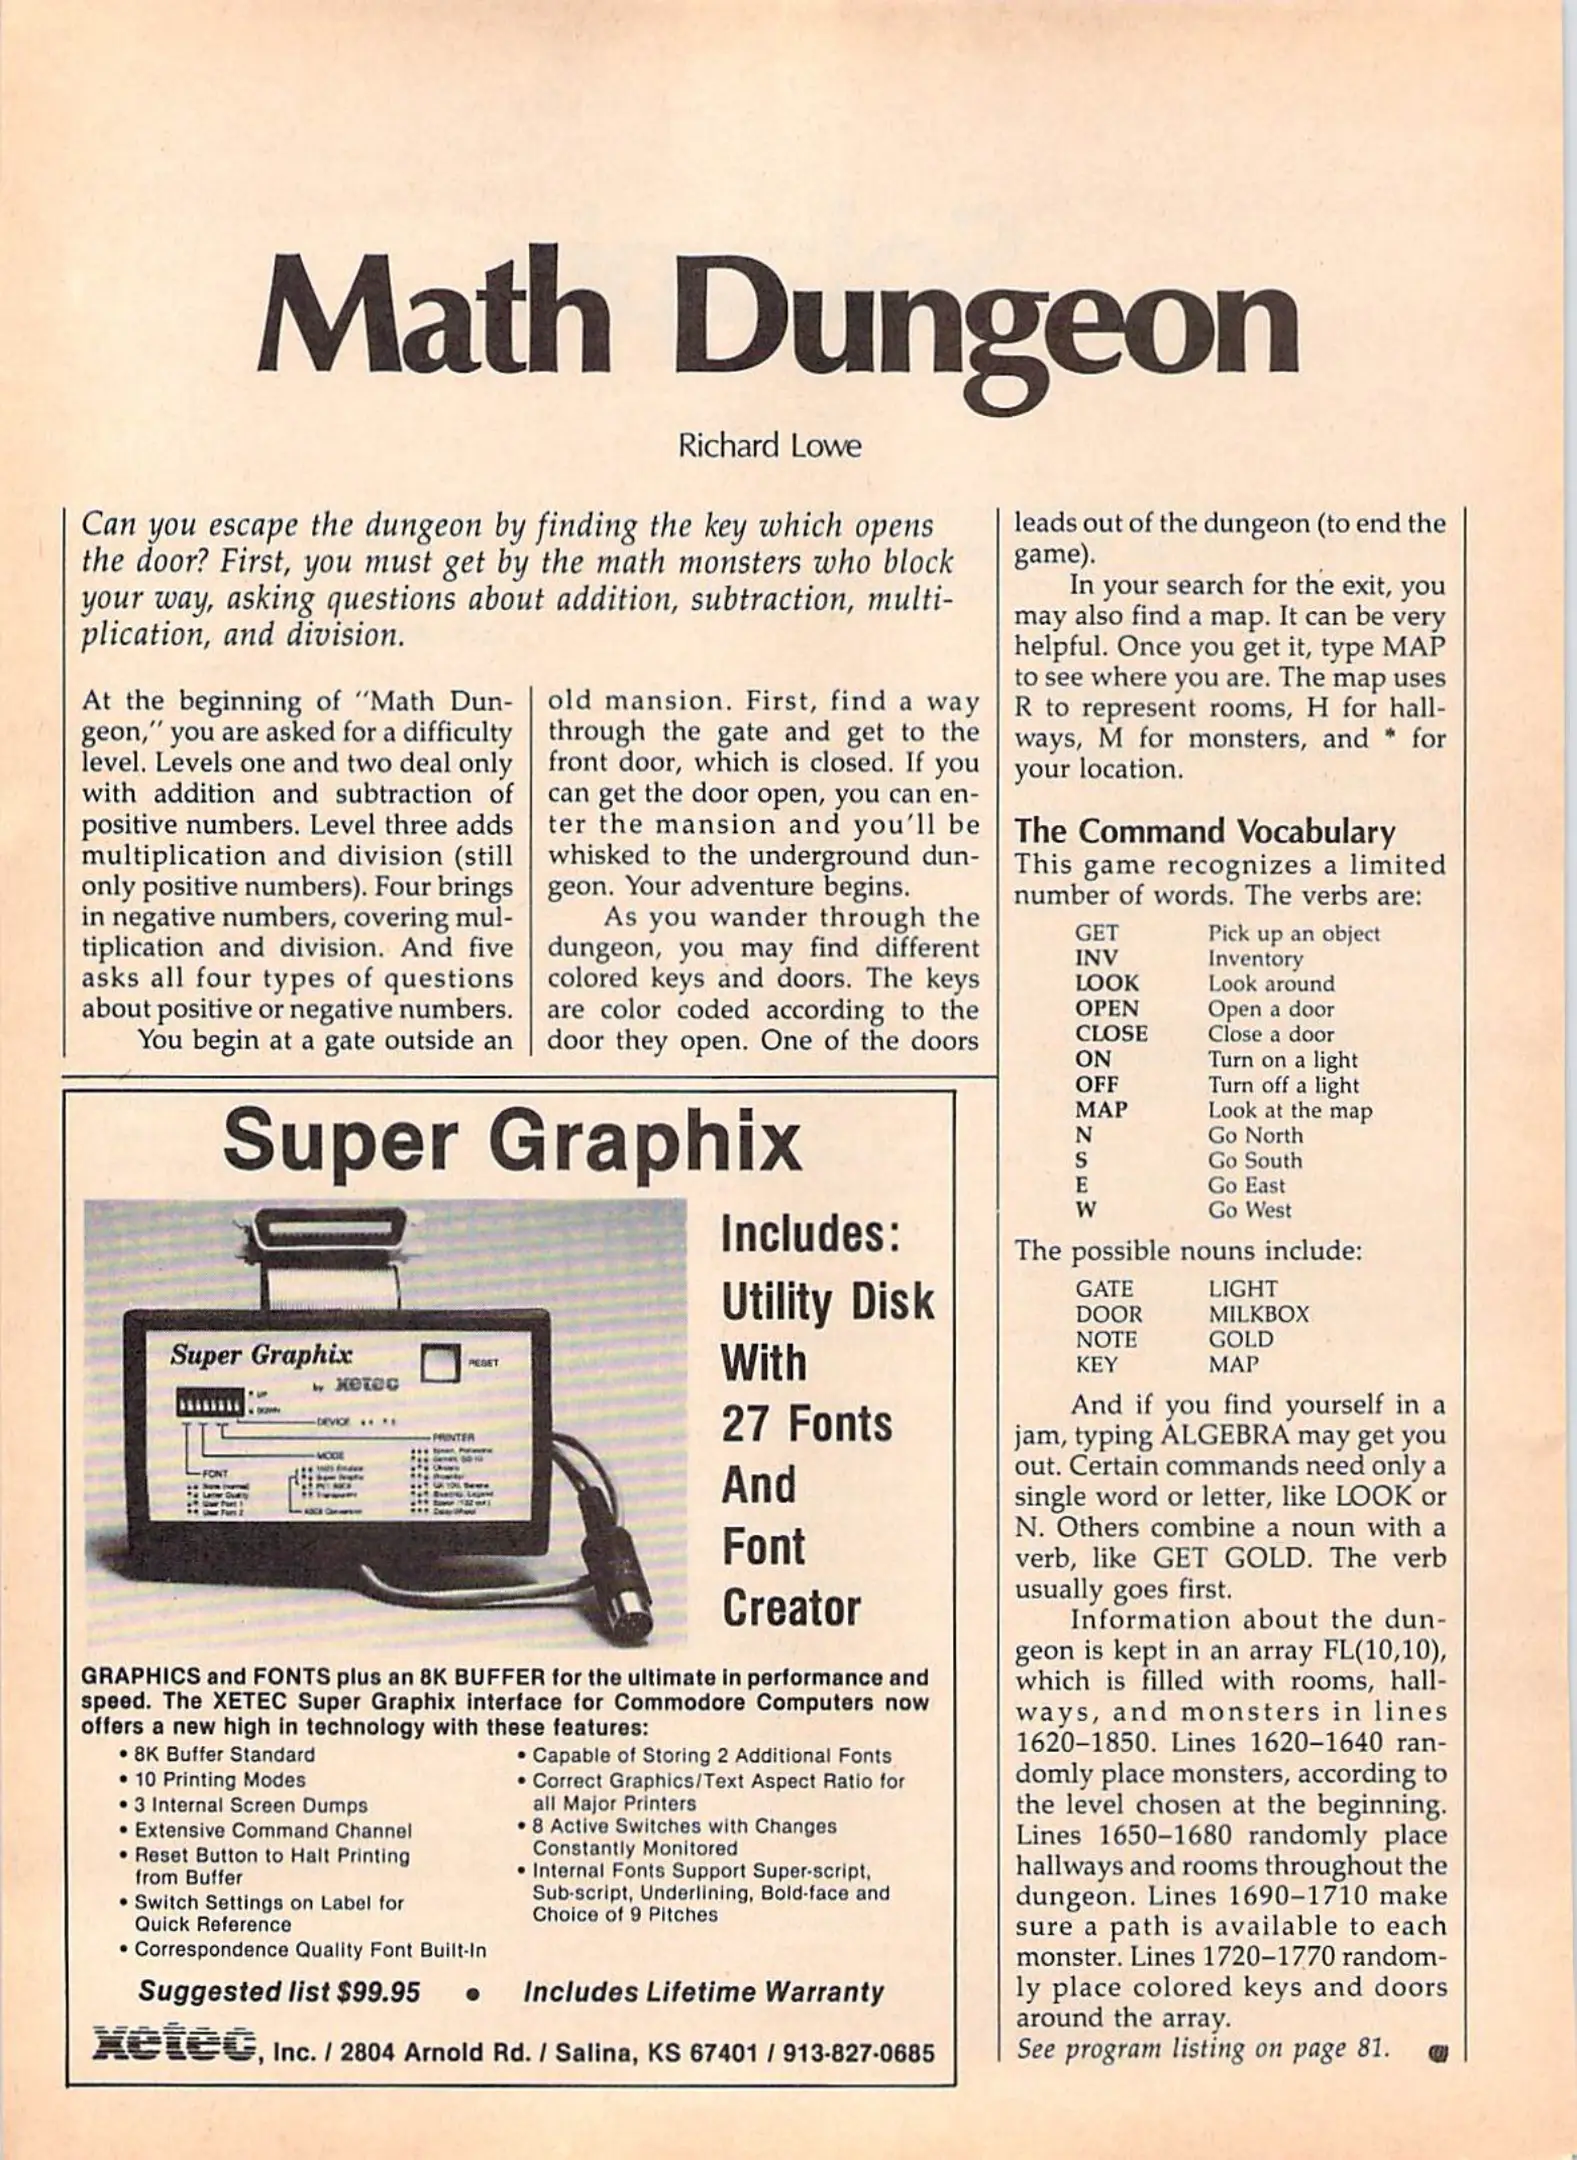 Math Dungeon
Richard Lowe
Can you escape the dungeon by finding the key which opens
the door? First, you must get by the math monsters who block
your way, asking questions about addition, subtraction, multi-
plication, and division.
At the beginning of "Math Dun-
geon," you are asked for a difficulty
level. Levels one and two deal only
with addition and subtraction of
positive numbers. Level three adds
multiplication and division (still
only positive numbers). Four brings
in negative numbers, covering mul-
tiplication and division. And five
asks all four types of questions
about positive or negative numbers.
You begin at a gate outside an
old mansion. First, find a way
through the gate and get to the
front door, which is closed. If you
can get the door open, you can en-
ter the mansion and you'll be
whisked to the underground dun-
geon. Your adventure begins.
As you wander through the
dungeon, you may find different
colored keys and doors. The keys
are color coded according to the
door they open. One of the doors
leads out of the dungeon (to end the
game).
In your search for the exit, you
may also find a map. It can be very
helpful. Once you get it, type MAP
to see where you are. The map uses
R to represent rooms, H for hall-
ways, M for monsters, and * for
your location.
The Command Vocabulary
This game recognizes a limited
number of words. The verbs are:
GET Pick up an object
INV Inventory
LOOK Look around
OPEN Open a door
CLOSE Close a door
ON Turn on a light
OFF Turn off a light
MAP Look at the map
N Go North
S Go South
E Go East
W Go West
The possible nouns include:
GATE LIGHT
DOOR MILKBOX
NOTE GOLD
KEY MAP
And if you find yourself in a
jam, typing ALGEBRA may get you
out. Certain commands need only a
single word or letter, like LOOK or
N. Others combine a noun with a
verb, like GET GOLD. The verb
usually goes first.
Information about the dun-
geon is kept in an array FL(10,10),
which is filled with rooms, hall-
ways, and monsters in lines
1620–1850. Lines 1620–1640 ran-
domly place monsters, according to
the level chosen at the beginning.
Lines 1650–1680 randomly place
hallways and rooms throughout the
dungeon. Lines 1690–1710 make
sure a path is available to each
monster. Lines 1720–1770 random-
ly place colored keys and doors
around the array.
See program listing on page 81.
Super Graphix
Includes:
Utility Disk
With
27 Fonts
And
Font
Creator
Super Graphix
by xetec
RESET
UP
DOWN
DEVICE
PRINTER
MODE
FONT
GRAPHICS and FONTS plus an 8K BUFFER for the ultimate in performance and
speed. The XETEC Super Graphix interface for Commodore Computers now
offers a new high in technology with these features:
• 8K Buffer Standard
• 10 Printing Modes
• 3 Internal Screen Dumps
• Extensive Command Channel
• Reset Button to Halt Printing
from Buffer
• Switch Settings on Label for
Quick Reference
• Correspondence Quality Font Built-In
• Capable of Storing 2 Additional Fonts
• Correct Graphics/Text Aspect Ratio for
all Major Printers
• 8 Active Switches with Changes
Constantly Monitored
• Internal Fonts Support Super-script,
Sub-script, Underlining, Bold-face and
Choice of 9 Pitches
Suggested list $99.95 • Includes Lifetime Warranty
xetec, Inc. / 2804 Arnold Rd. / Salina, KS 67401 / 913-827-0685